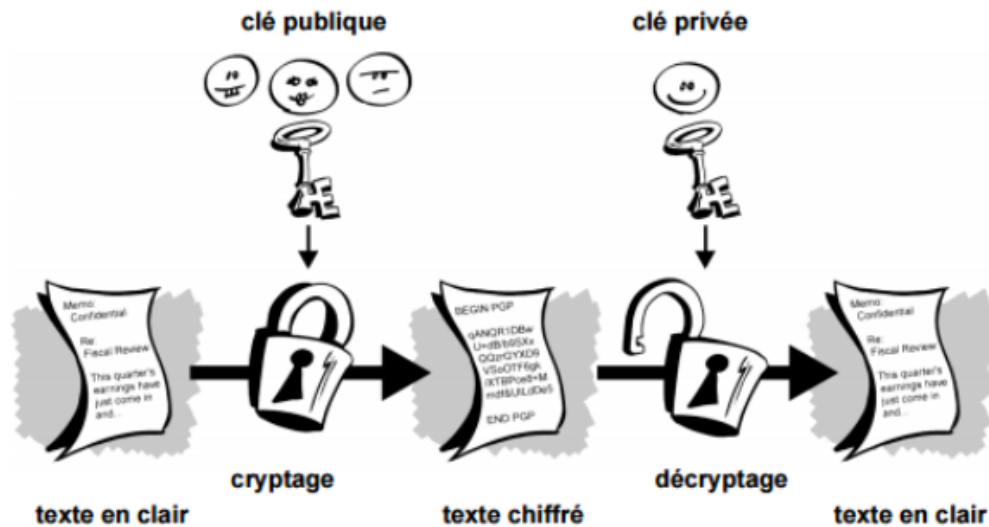 clé publique
clé privée
Memo:
Confidential
Re:
Fiscal Review
This quarter's
earnings have
just come in
and...
BEGIN PGP
END PGP
Memo:
Confidential
Re:
Fiscal Review
This quarter's
earnings have
just come in
and...
cryptage
décryptage
texte en clair
texte chiffré
texte en clair